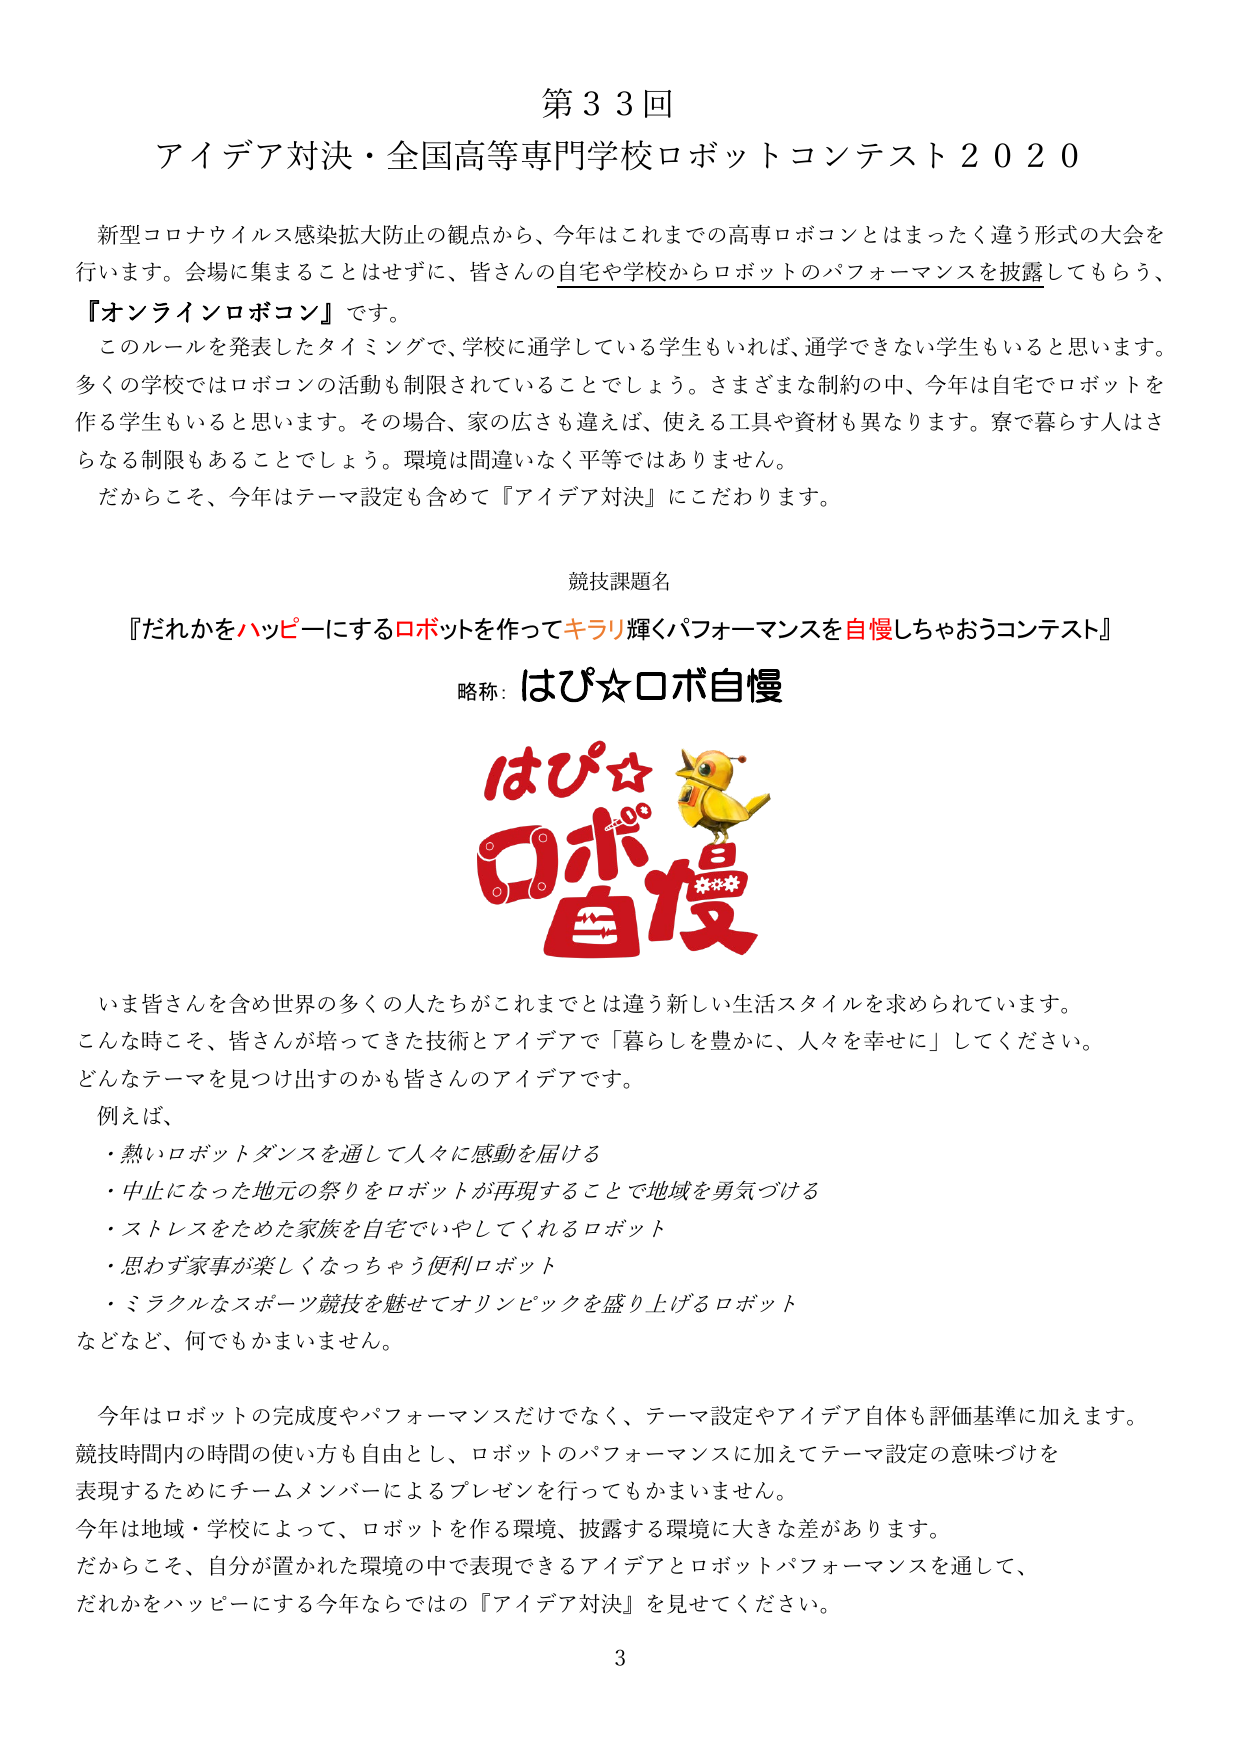 第３３回
アイデア対決・全国高等専門学校ロボットコンテスト２０２０
新型コロナウイルス感染拡大防止の観点から、今年はこれまでの高専ロボコンとはまったく違う形式の大会を
行います。会場に集まることはせずに、皆さんの自宅や学校からロボットのパフォーマンスを披露してもらう、
『オンラインロボコン』です。
このルールを発表したタイミングで、学校に通学している学生もいれば、通学できない学生もいると思います。
多くの学校ではロボコンの活動も制限されていることでしょう。さまざまな制約の中、今年は自宅でロボットを
作る学生もいると思います。その場合、家の広さも違えば、使える工具や資材も異なります。寮で暮らす人はさ
らなる制限もあることでしょう。環境は間違いなく平等ではありません。
だからこそ、今年はテーマ設定も含めて『アイデア対決』にこだわります。
競技課題名
『だれかをハッピーにするロボットを作ってキラリ輝くパフォーマンスを自慢しちゃおうコンテスト』
略称：はぴ☆ロボ自慢
はぴ☆
ロボ
自慢
いま皆さんを含め世界の多くの人たちがこれまでとは違う新しい生活スタイルを求められています。
こんな時こそ、皆さんが培ってきた技術とアイデアで「暮らしを豊かに、人々を幸せに」してください。
どんなテーマを見つけ出すのかも皆さんのアイデアです。
例えば、
・熱いロボットダンスを通して人々に感動を届ける
・中止になった地元の祭りをロボットが再現することで地域を勇気づける
・ストレスをためた家族を自宅でいやしてくれるロボット
・思わず家事が楽しくなっちゃう便利ロボット
・ミラクルなスポーツ競技を魅せてオリンピックを盛り上げるロボット
などなど、何でもかまいません。
今年はロボットの完成度やパフォーマンスだけでなく、テーマ設定やアイデア自体も評価基準に加えます。
競技時間内の時間の使い方も自由とし、ロボットのパフォーマンスに加えてテーマ設定の意味づけを
表現するためにチームメンバーによるプレゼンを行ってもかまいません。
今年は地域・学校によって、ロボットを作る環境、披露する環境に大きな差があります。
だからこそ、自分が置かれた環境の中で表現できるアイデアとロボットパフォーマンスを通して、
だれかをハッピーにする今年ならではの『アイデア対決』を見せてください。
3